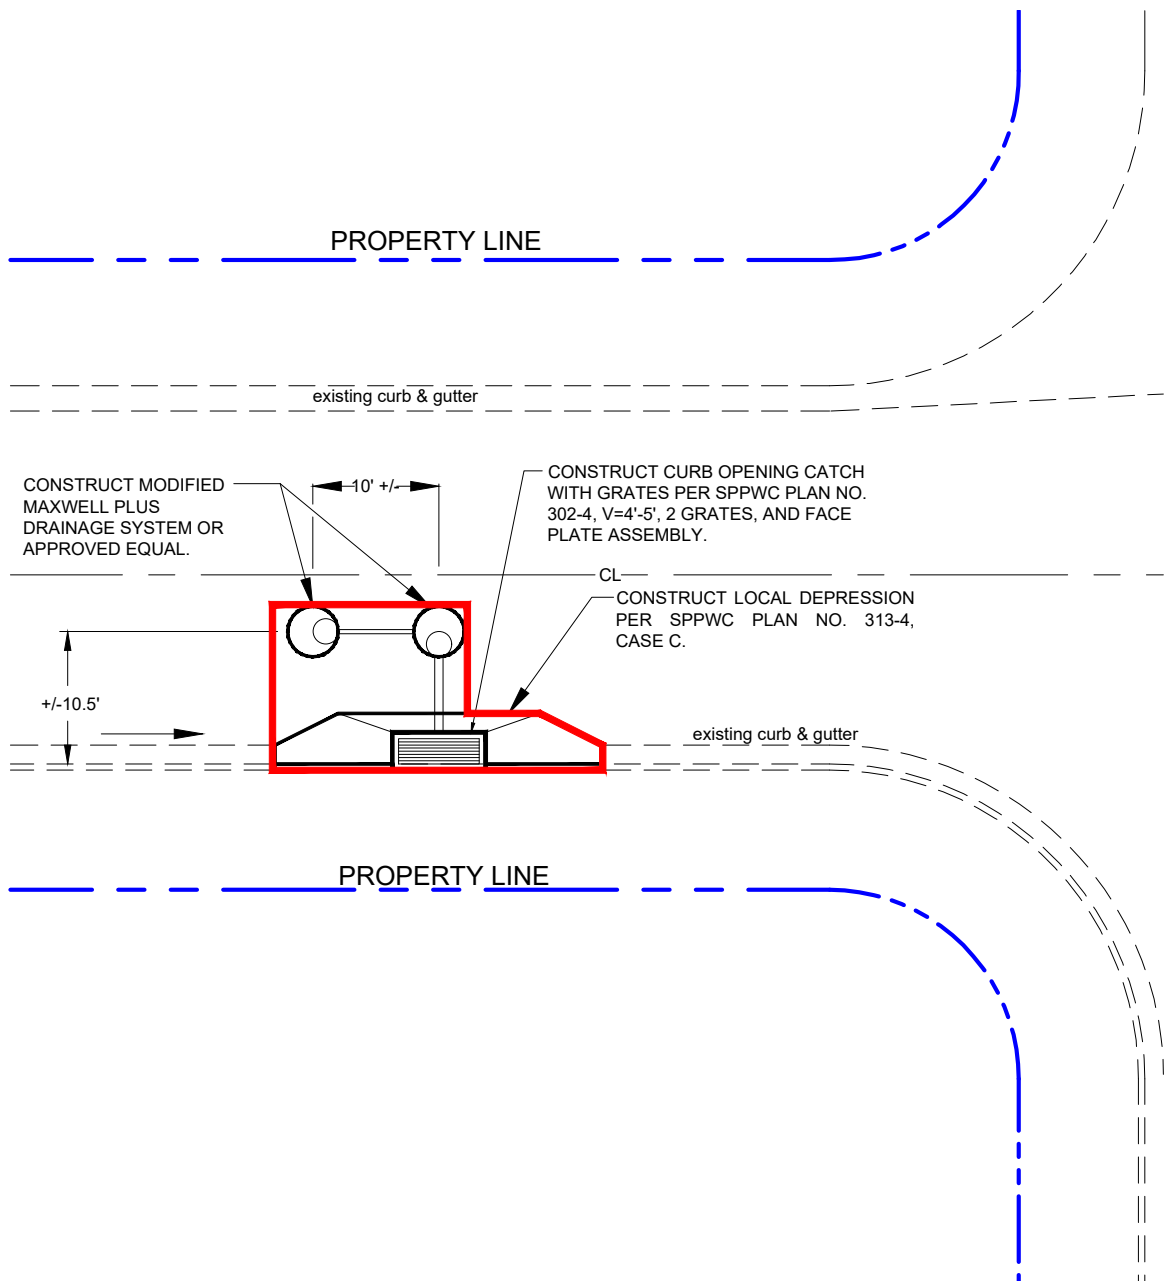 PROPERTY LINE
existing curb & gutter
CONSTRUCT MODIFIED
MAXWELL PLUS
DRAINAGE SYSTEM OR
APPROVED EQUAL.
10' +/-
CONSTRUCT CURB OPENING CATCH
WITH GRATES PER SPPWC PLAN NO.
302-4, V=4'-5', 2 GRATES, AND FACE
PLATE ASSEMBLY.
CL
CONSTRUCT LOCAL DEPRESSION
PER SPPWC PLAN NO. 313-4,
CASE C.
+/-10.5'
existing curb & gutter
PROPERTY LINE